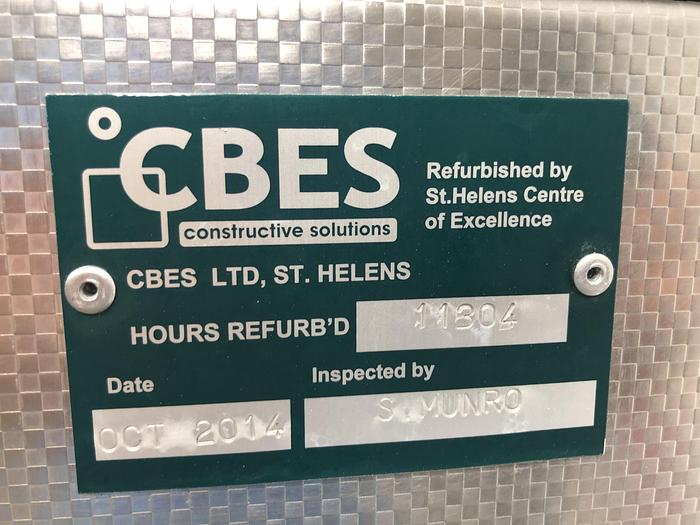 CBES
constructive solutions
Refurbished by
St.Helens Centre
of Excellence
CBES LTD, ST. HELENS
HOURS REFURB'D 11804
Date
OCT 2014
Inspected by
S. MUNRO